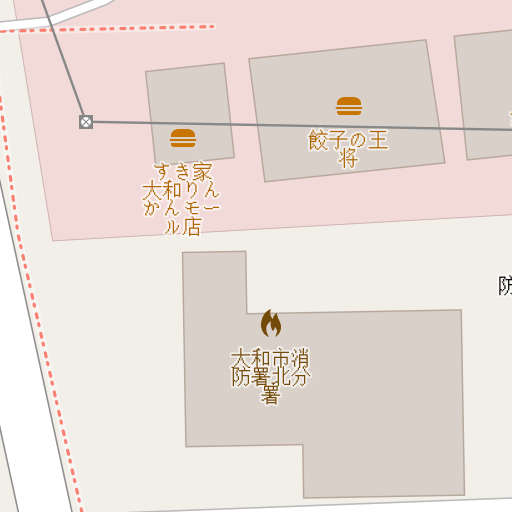 餃子の王
将
すき家
大和りん
かんモー
ル店
防
大和市消
防署北分
署